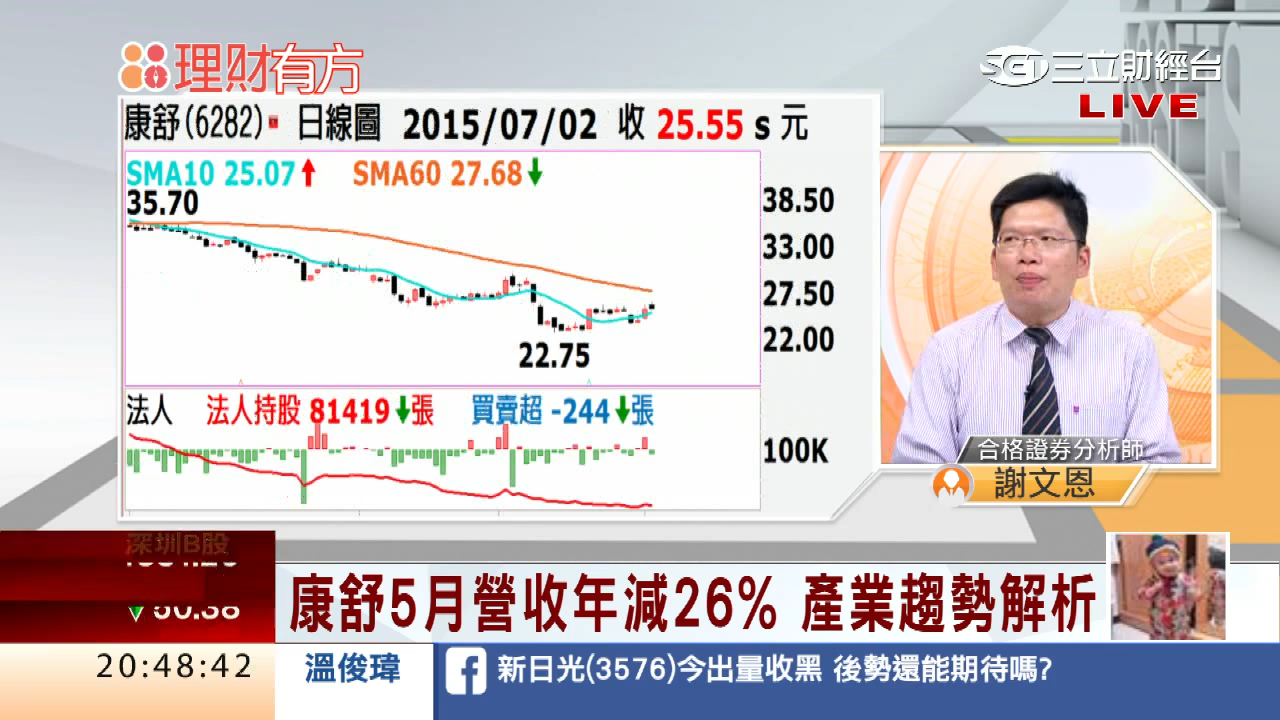 理財有方
SET 三立財經台
LIVE
康舒(6282) 日線圖 2015/07/02 收 25.55 s 元
SMA10 25.07↑ SMA60 27.68↓
35.70
38.50
33.00
27.50
22.00
22.75
法人 法人持股 81419↓張 買賣超 -244↓張
100K
合格證券分析師
謝文恩
深圳B股
50.38
康舒5月營收年減26% 產業趨勢解析
20:48:42
溫俊瑋
新日光(3576)今出量收黑 後勢還能期待嗎?